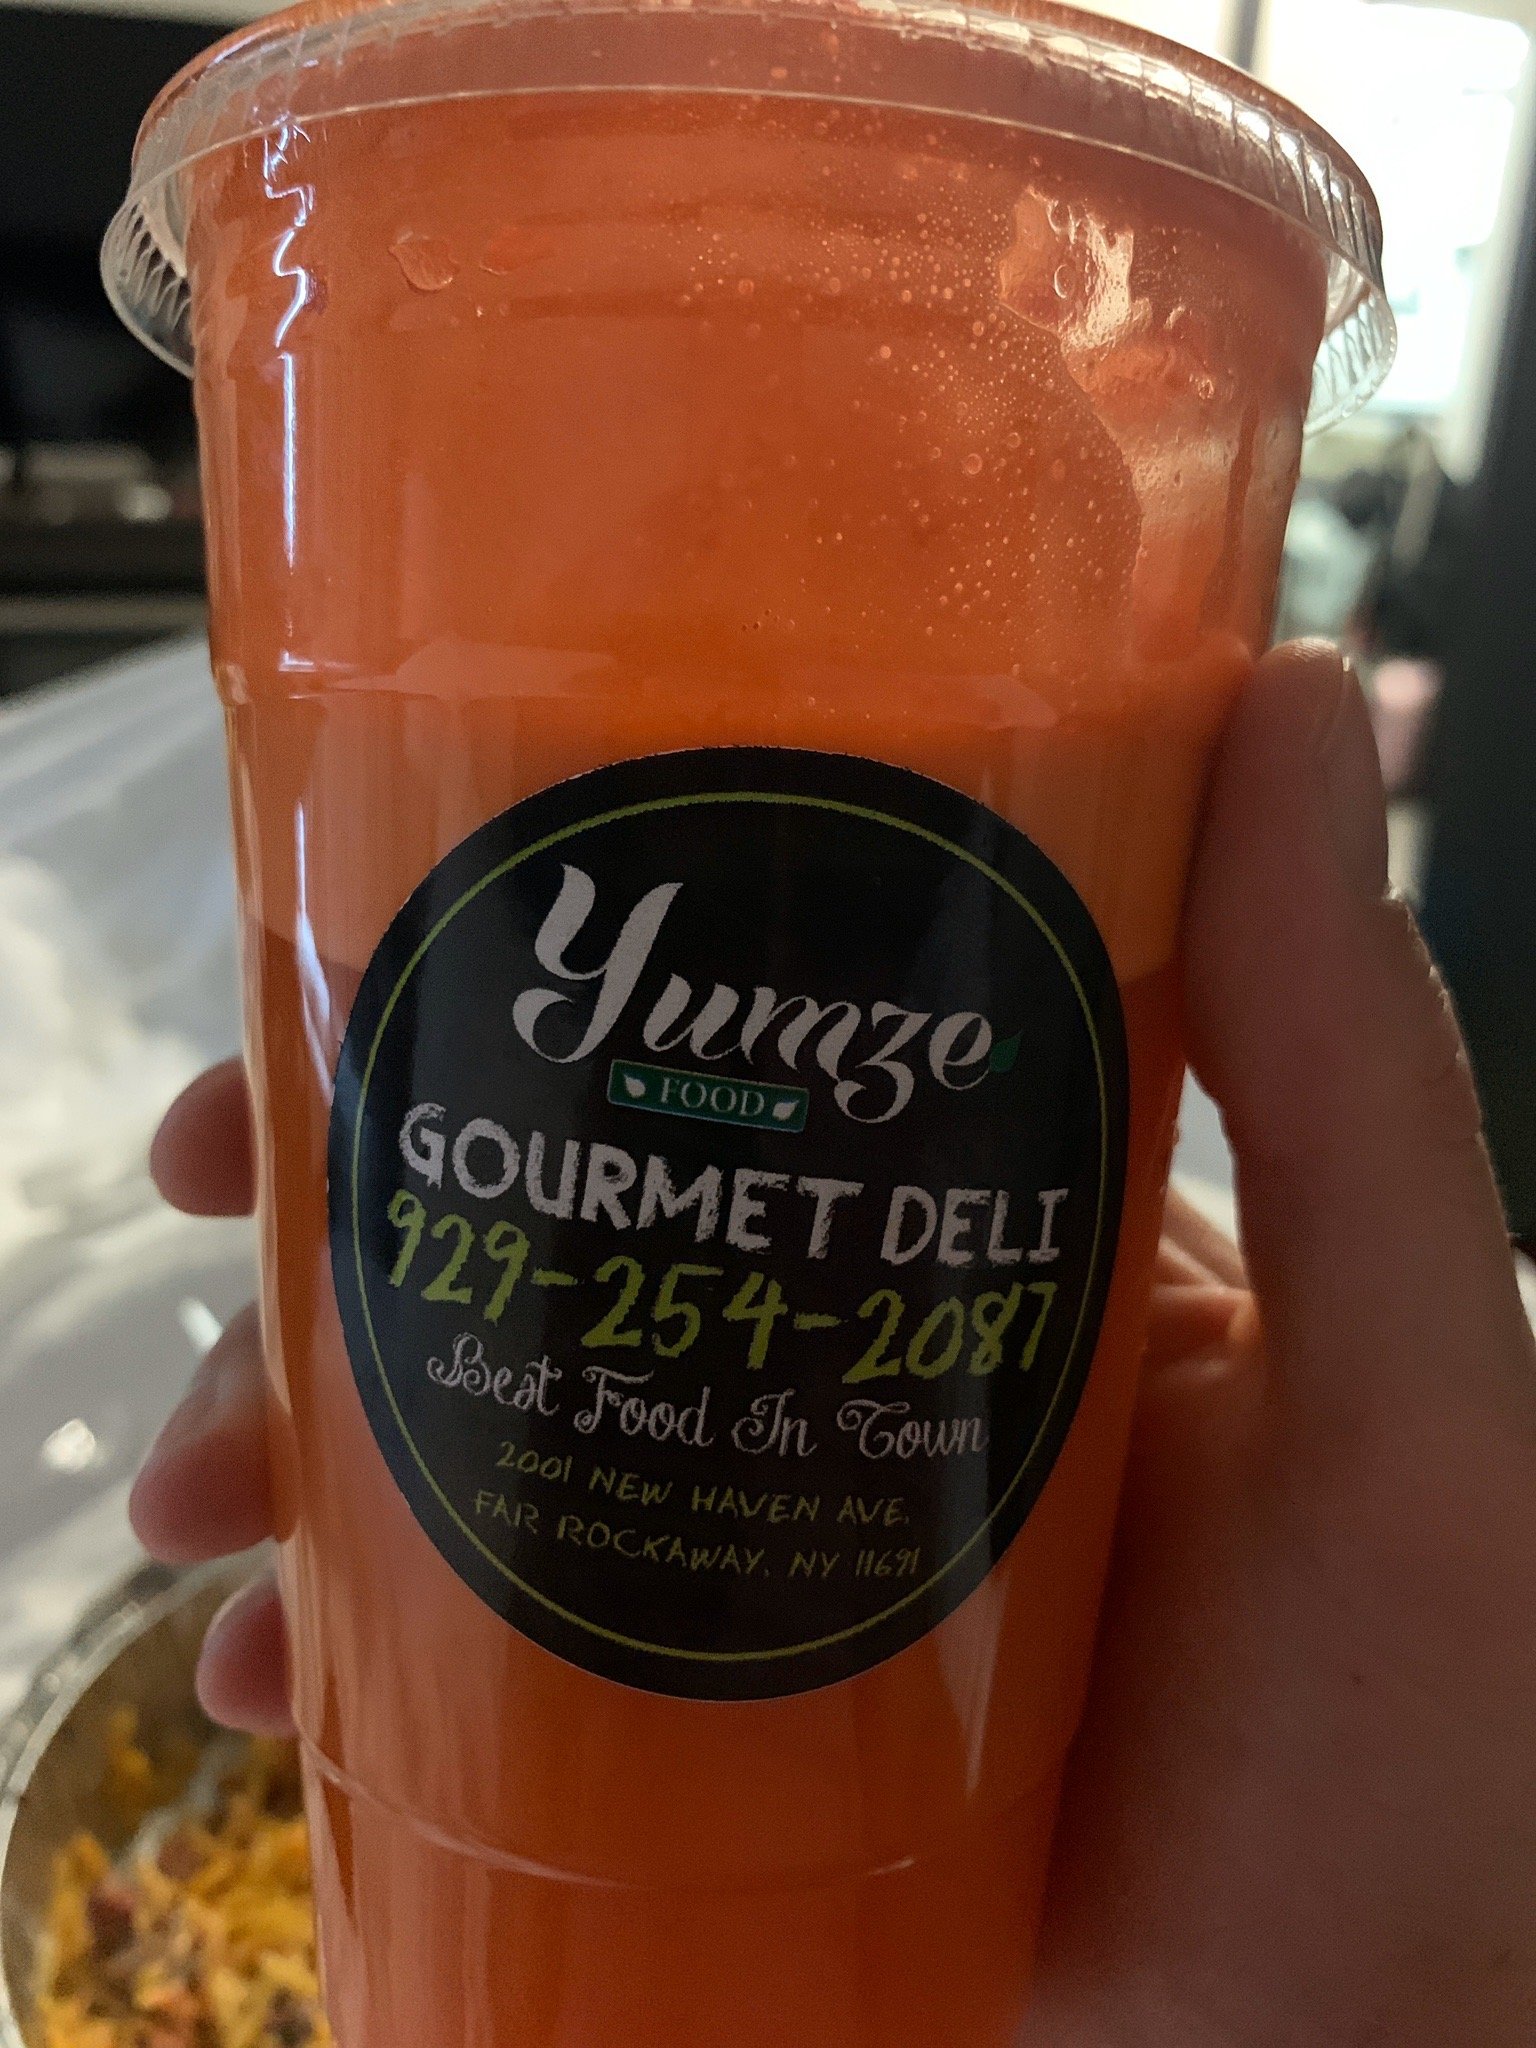 Yumze
FOOD
GOURMET DELI
929-254-2087
Best Food In Town
2001 NEW HAVEN AVE.
FAR ROCKAWAY, NY 11691